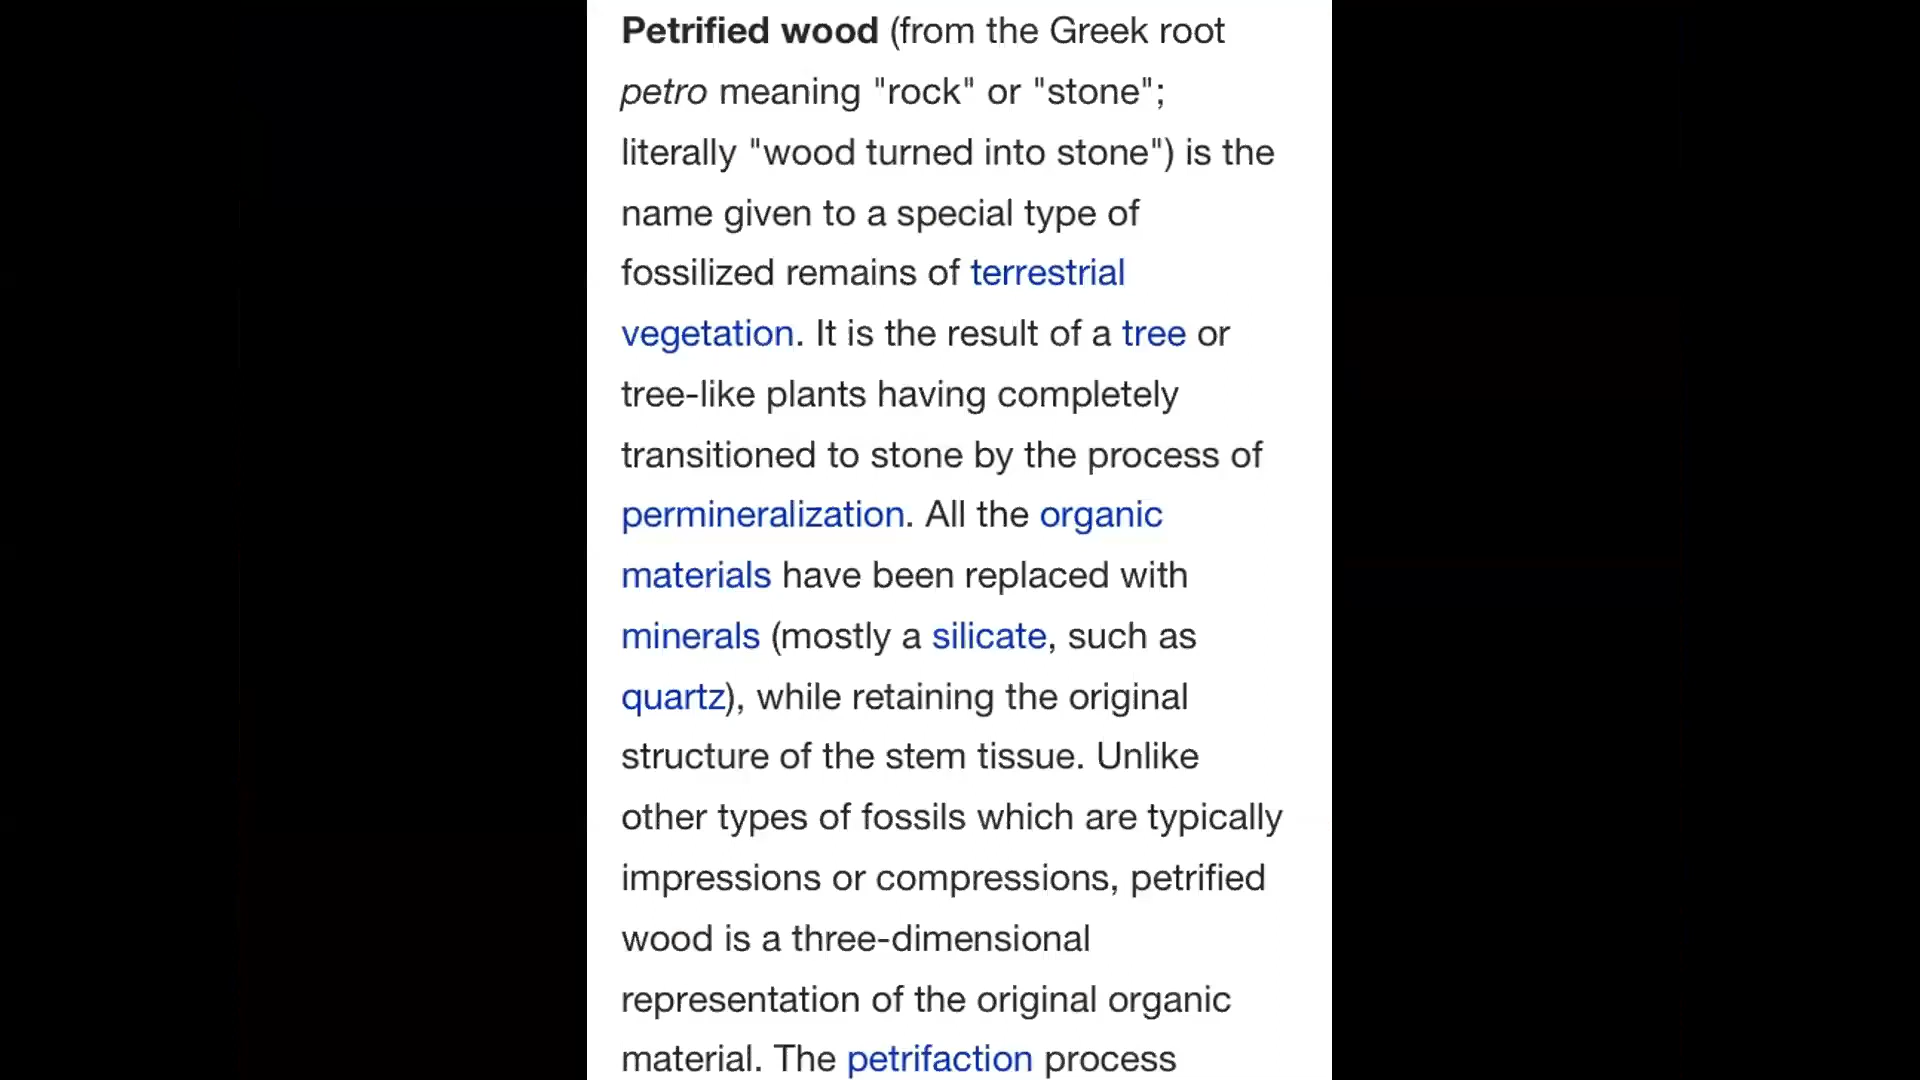 Petrified wood (from the Greek root
petro meaning "rock" or "stone";
literally "wood turned into stone") is the
name given to a special type of
fossilized remains of terrestrial
vegetation. It is the result of a tree or
tree-like plants having completely
transitioned to stone by the process of
permineralization. All the organic
materials have been replaced with
minerals (mostly a silicate, such as
quartz), while retaining the original
structure of the stem tissue. Unlike
other types of fossils which are typically
impressions or compressions, petrified
wood is a three-dimensional
representation of the original organic
material. The petrifaction process